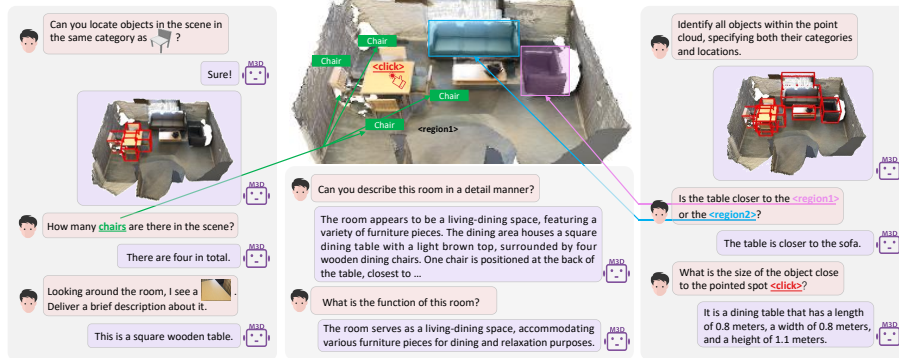 Can you locate objects in the scene in
the same category as ?
M3D
Sure!
M3D
How many chairs are there in the scene?
M3D
There are four in total.
Looking around the room, I see a .
Deliver a brief description about it.
M3D
This is a square wooden table.
Chair
Chair
<click>
Chair
Chair
<region1>
Can you describe this room in a detail manner?
The room appears to be a living-dining space, featuring a
variety of furniture pieces. The dining area houses a square
dining table with a light brown top, surrounded by four
wooden dining chairs. One chair is positioned at the back of
the table, closest to ...
M3D
What is the function of this room?
The room serves as a living-dining space, accommodating
various furniture pieces for dining and relaxation purposes.
M3D
Identify all objects within the point
cloud, specifying both their categories
and locations.
M3D
Is the table closer to the <region1>
or the <region2>?
M3D
The table is closer to the sofa.
What is the size of the object close
to the pointed spot <click>?
It is a dining table that has a length
of 0.8 meters, a width of 0.8 meters,
and a height of 1.1 meters.
M3D